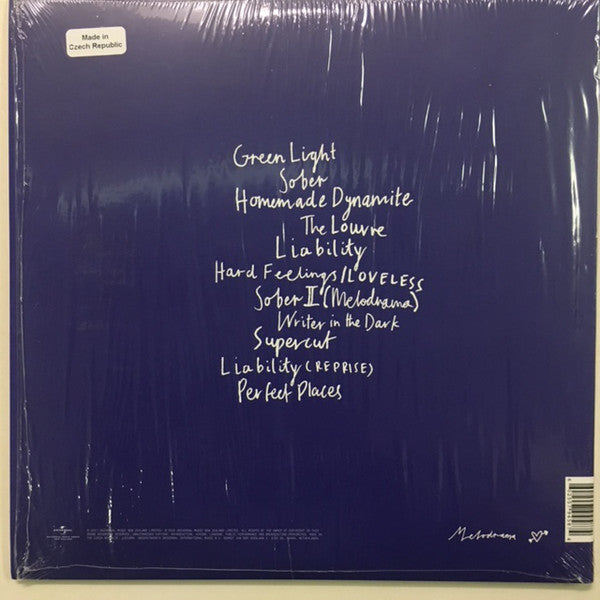 Made in
Czech Republic
Green Light
Sober
Homemade Dynamite
The Louvre
Liability
Hard Feelings/LOVELESS
Sober II (Melodrama)
Writer in the Dark
Supercut
Liability (REPRISE)
Perfect Places
Melodrama